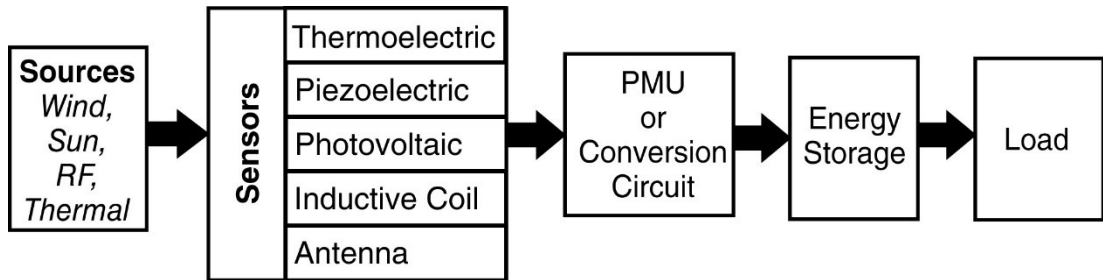 Sources
Wind,
Sun,
RF,
Thermal
Sensors
Thermoelectric
Piezoelectric
Photovoltaic
Inductive Coil
Antenna
PMU
or
Conversion
Circuit
Energy
Storage
Load